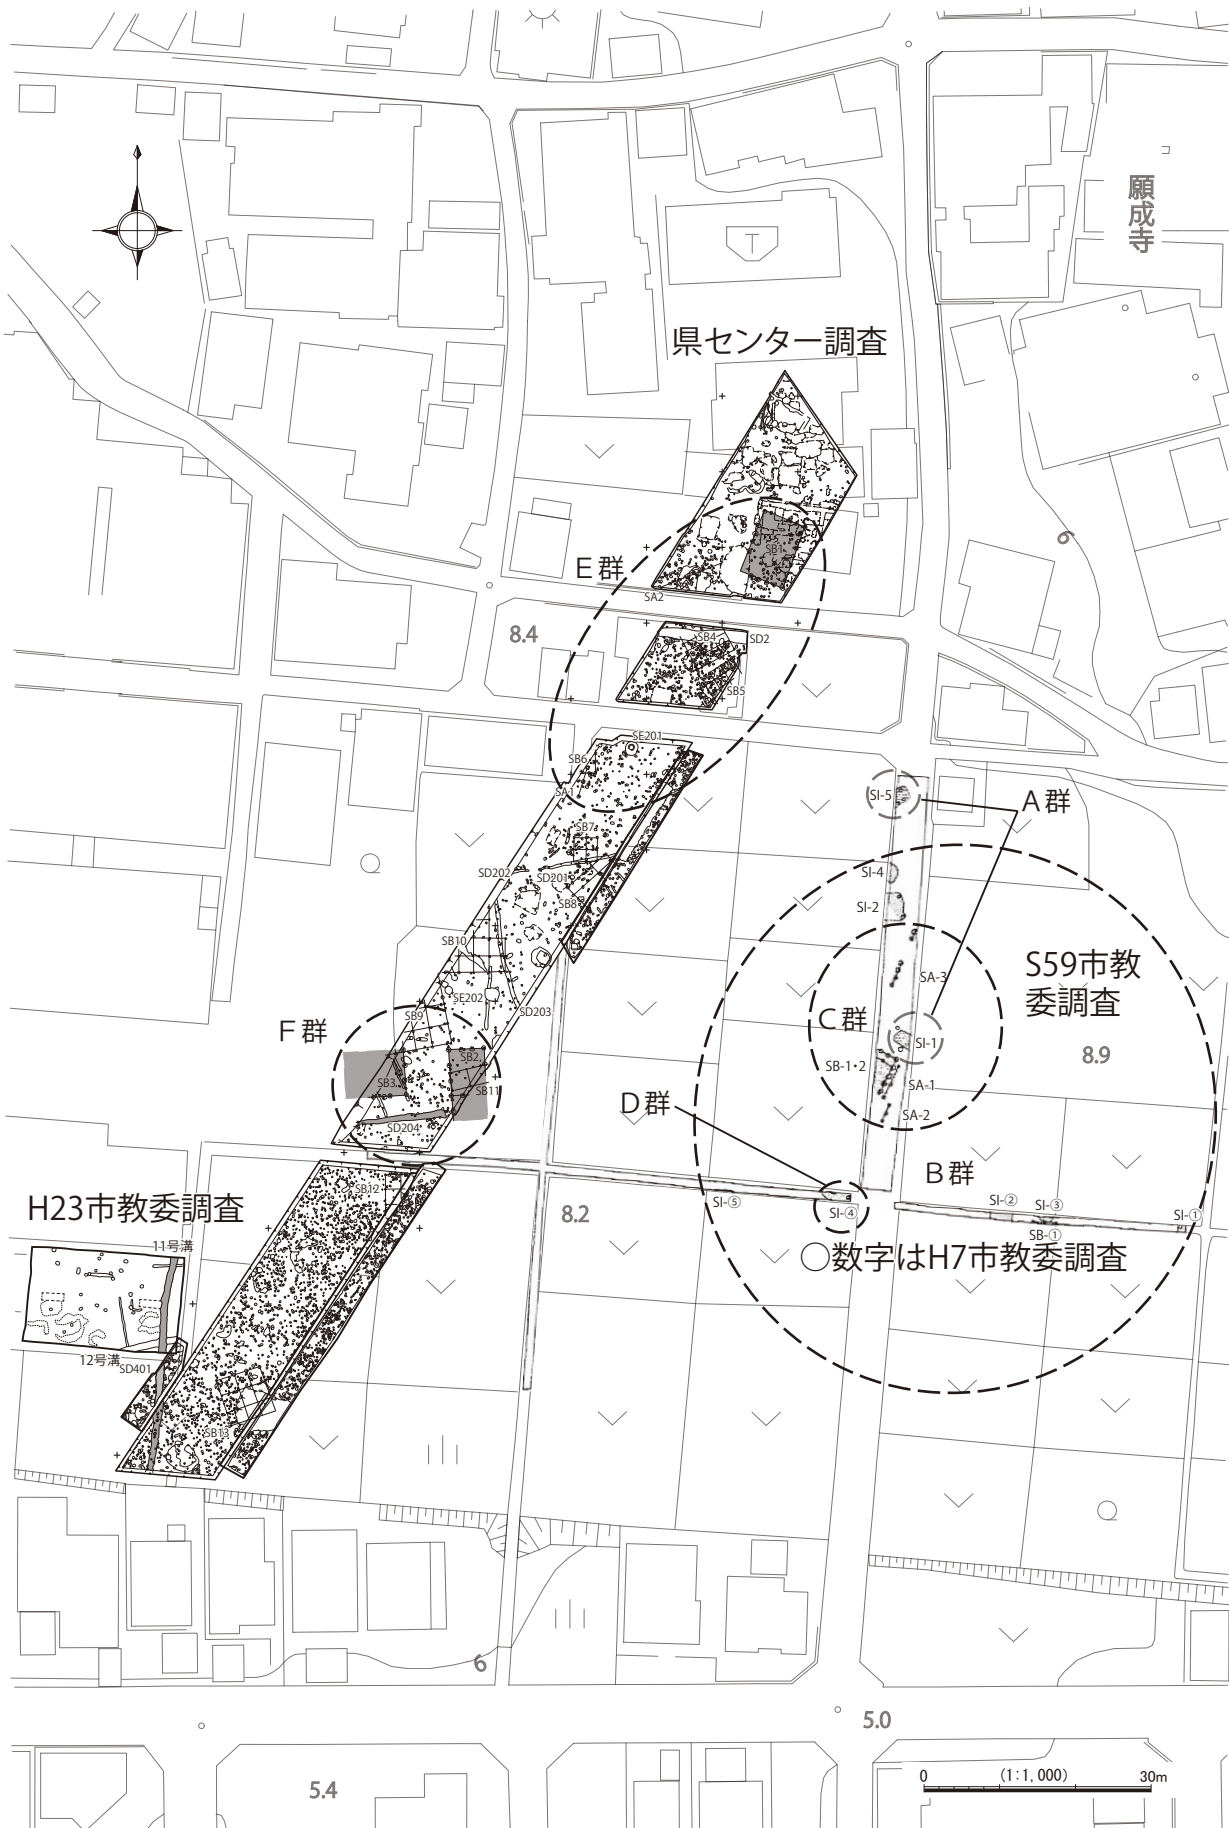 願成寺
県センター調査
E群
SB1
SA2
8.4
SB4
SD2
SB5
6
SE201
SB6
SA1
SI-5
A群
SB7
SD202
SD201
SB8
SI-4
SI-2
SB10
SA-3
S59市教
委調査
SE202
SD203
SB9
C群
F群
SI-1
8.9
SB-1・2
SB2
SB3
SB11
SA-1
SA-2
D群
SD204
B群
SB12
SI-⑤
SI-④
SI-②
SI-③
SI-①
SB-①
H23市教委調査
8.2
11号溝
○数字はH7市教委調査
12号溝
SD401
SB13
6
5.0
5.4
0
(1:1,000)
30m